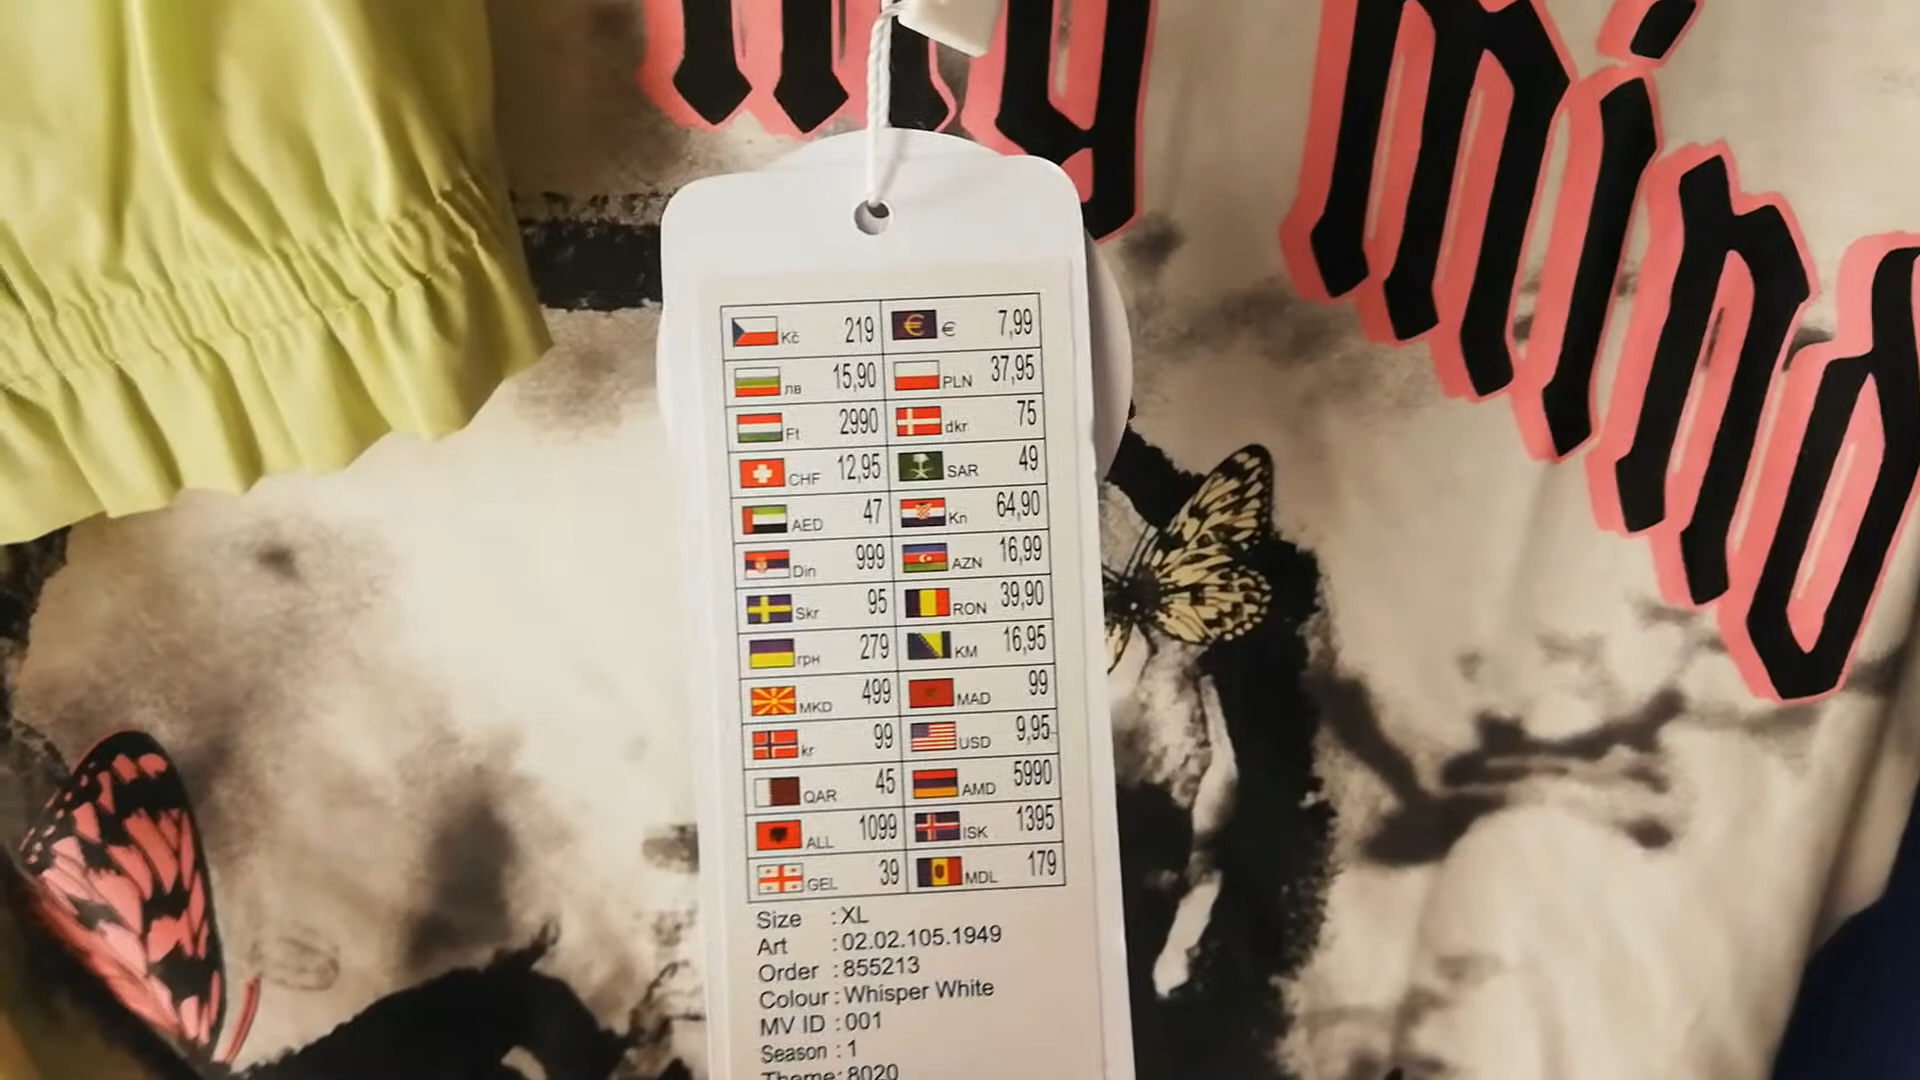 my mind
Kč 219 € 7,99
лв 15,90 PLN 37,95
Ft 2990 dkr 75
CHF 12,95 SAR 49
AED 47 Kn 64,90
Din 999 AZN 16,99
Skr 95 RON 39,90
грн 279 KM 16,95
MKD 499 MAD 99
kr 99 USD 9,95
QAR 45 AMD 5990
ALL 1099 ISK 1395
GEL 39 MDL 179
Size : XL
Art : 02.02.105.1949
Order : 855213
Colour : Whisper White
MV ID : 001
Season : 1
Theme: 8020